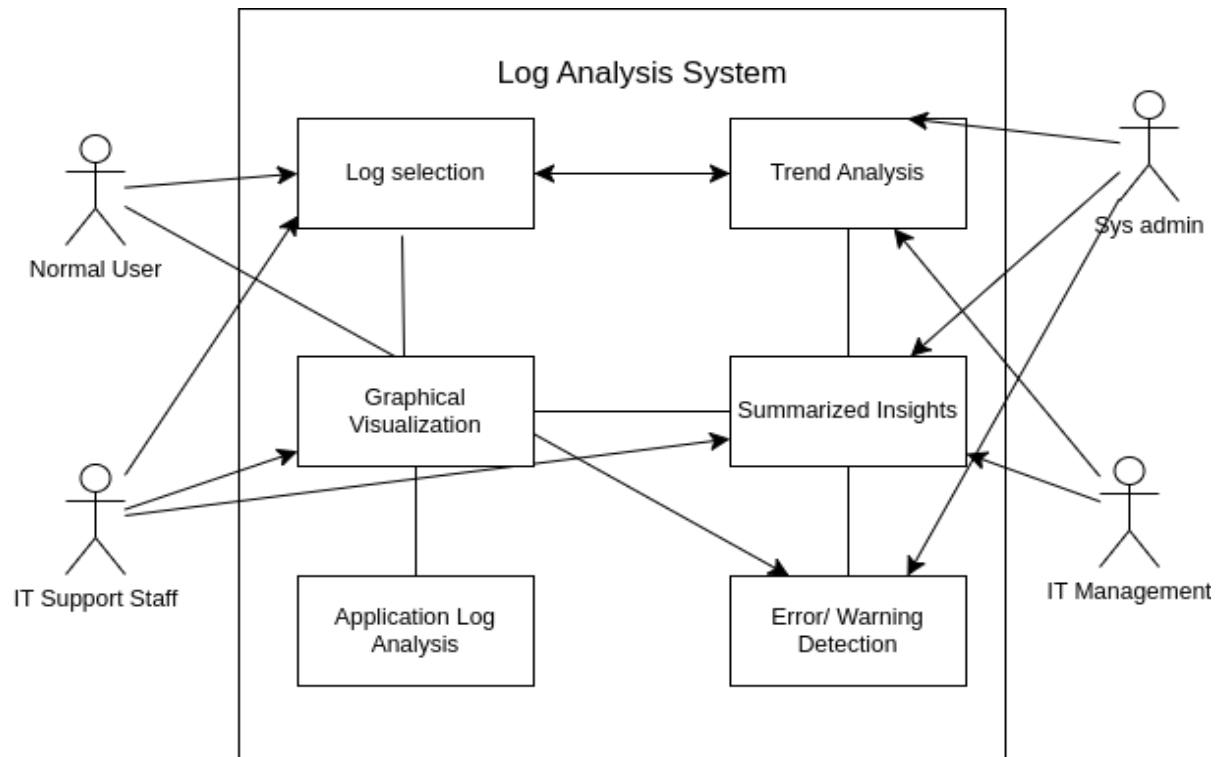 Log Analysis System
Log selection
Trend Analysis
Normal User
Sys admin
Graphical
Visualization
Summarized Insights
IT Support Staff
Application Log
Analysis
Error/ Warning
Detection
IT Management